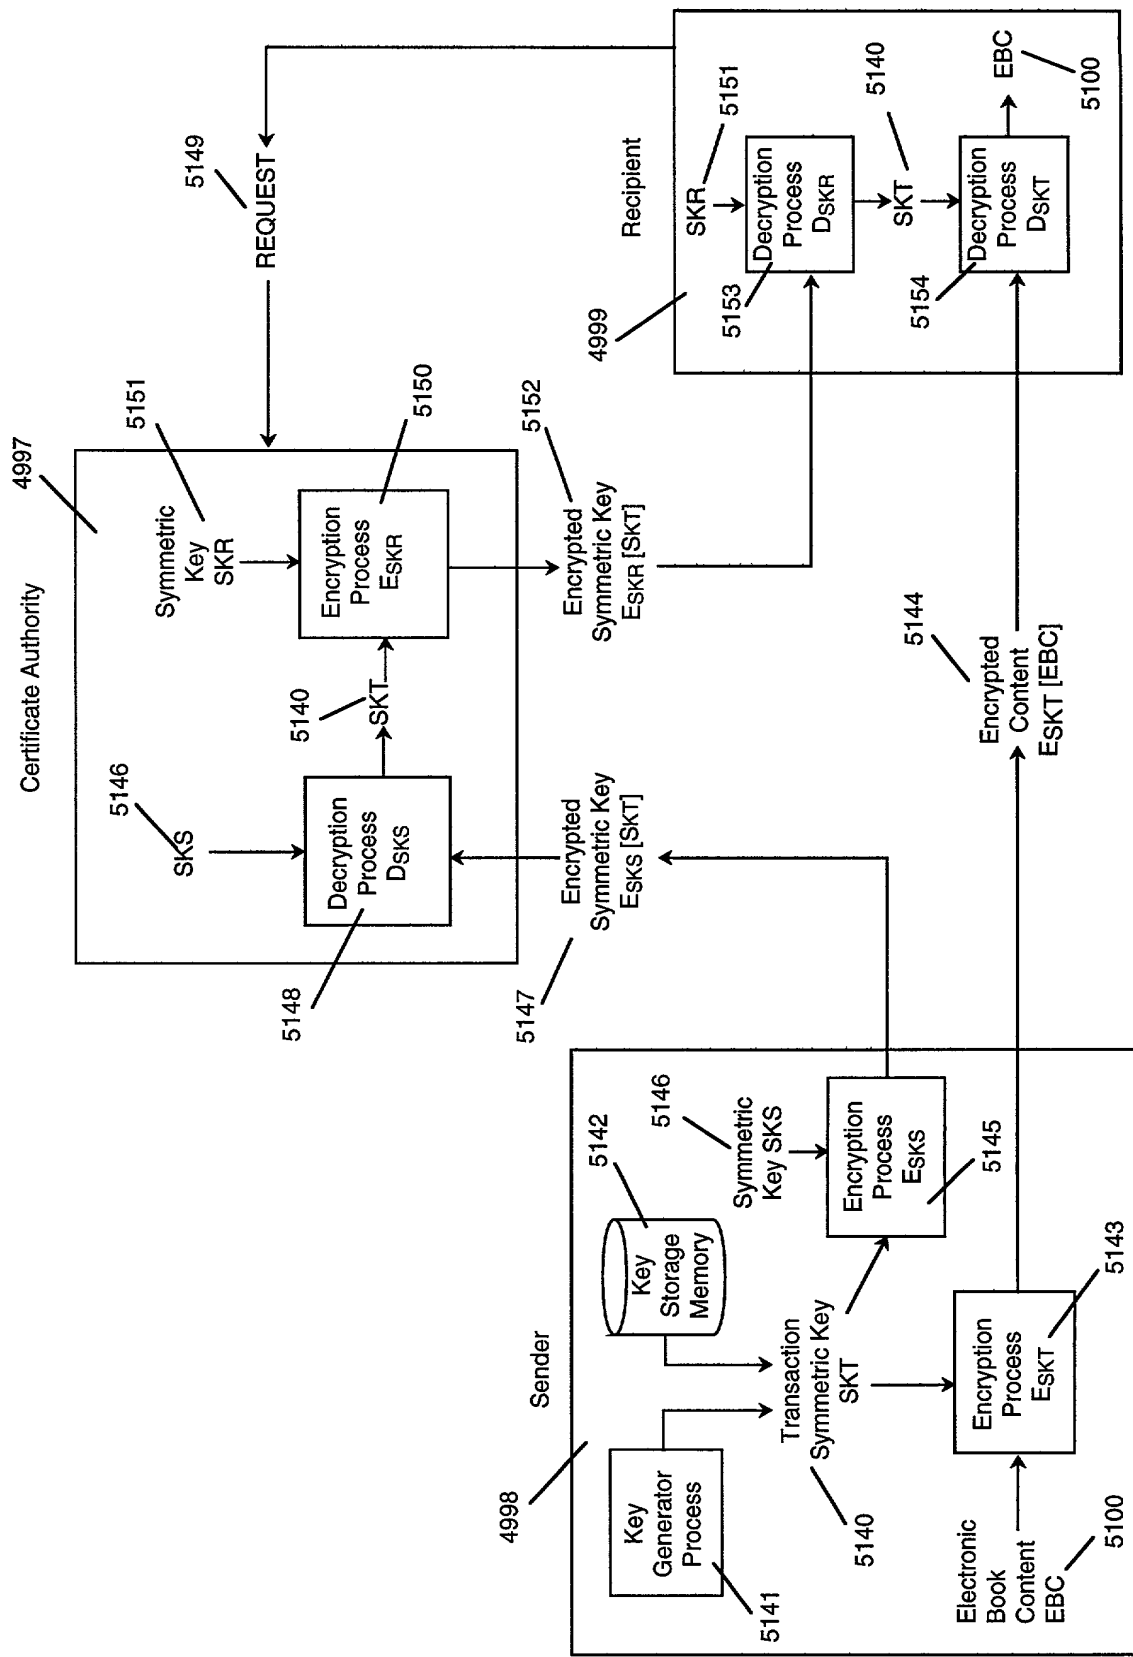 Certificate Authority
4997
5146
SKS
Decryption
Process
DSKS
5148
5140
SKT
Symmetric
Key
SKR
5151
Encryption
Process
ESKR
5150
5149
REQUEST
Encrypted
Symmetric Key
ESKS [SKT]
5147
Encrypted
Symmetric Key
ESKR [SKT]
5152
Sender
4998
Key
Generator
Process
5141
Key
Storage
Memory
5142
Transaction
Symmetric Key
SKT
5140
Symmetric
Key SKS
5146
Encryption
Process
ESKS
5145
Electronic
Book
Content
EBC
5100
Encryption
Process
ESKT
5143
Encrypted
Content
ESKT [EBC]
5144
Recipient
4999
SKR
5151
Decryption
Process
DSKR
5153
SKT
5140
Decryption
Process
DSKT
5154
EBC
5100